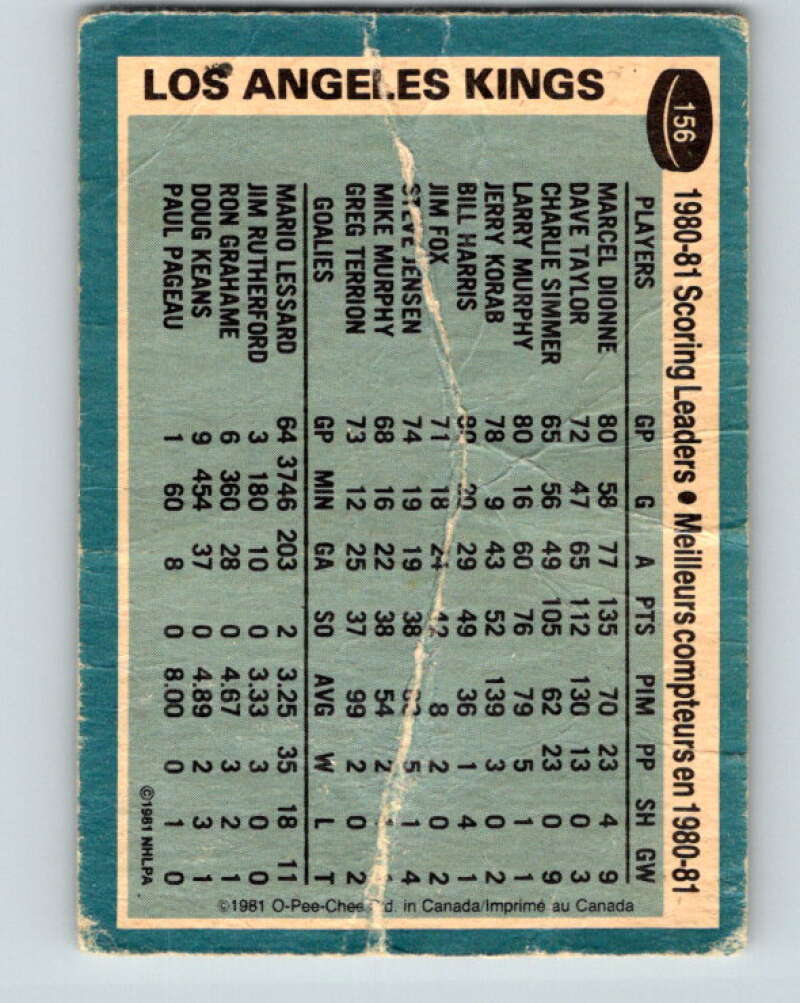 LOS ANGELES KINGS
156
1980-81 Scoring Leaders • Meilleurs compteurs en 1980-81
PLAYERS GP G A PTS PIM PP SH GW
MARCEL DIONNE 80 58 77 135 70 23 4 9
DAVE TAYLOR 72 47 65 112 130 13 0 3
CHARLIE SIMMER 65 56 49 105 62 23 0 9
LARRY MURPHY 80 16 60 76 79 5 1 1
JERRY KORAB 78 9 43 52 139 3 0 2
BILL HARRIS 80 20 29 49 36 1 4 1
JIM FOX 71 18 24 42 8 2 0 2
STEVE JENSEN 74 19 19 38 5 1 4
MIKE MURPHY 68 16 22 38 54 2
GREG TERRION 73 12 25 37 99 2 0 2
GOALIES GP MIN GA SO AVG W L T
MARIO LESSARD 64 3746 203 2 3.25 35 18 11
JIM RUTHERFORD 3 180 10 0 3.33 3 0 0
RON GRAHAME 6 360 28 0 4.67 3 2 1
DOUG KEANS 9 454 37 0 4.89 2 3 1
PAUL PAGEAU 1 60 8 0 8.00 0 1 0
©1981 NHLPA
©1981 O-Pee-Chee Ltd. in Canada/Imprimé au Canada